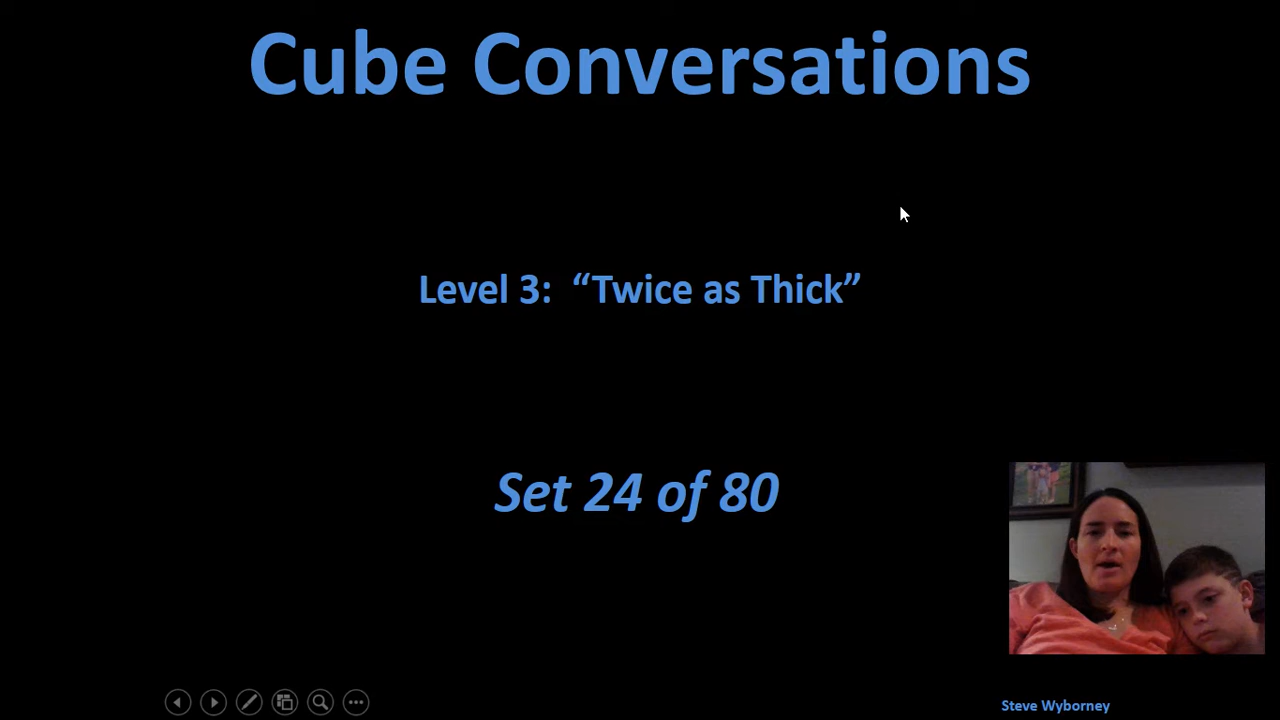 Cube Conversations
Level 3: “Twice as Thick”
Set 24 of 80
Steve Wyborney